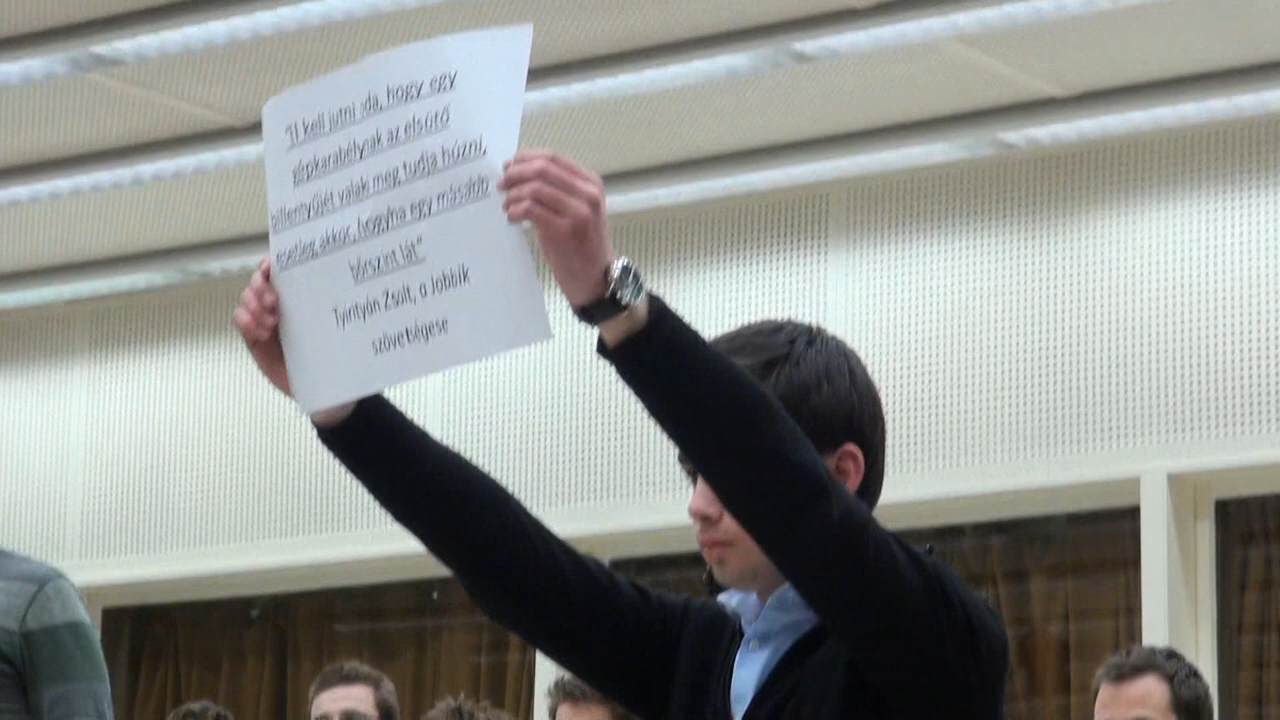 "El kell jutni oda, hogy egy
gépkarabélynak az elsütő
billentyűjét valaki meg tudja húzni,
esetleg akkor, hogyha egy másabb
bőrszínt lát"
Tyirityán Zsolt, a Jobbik
szövetségese